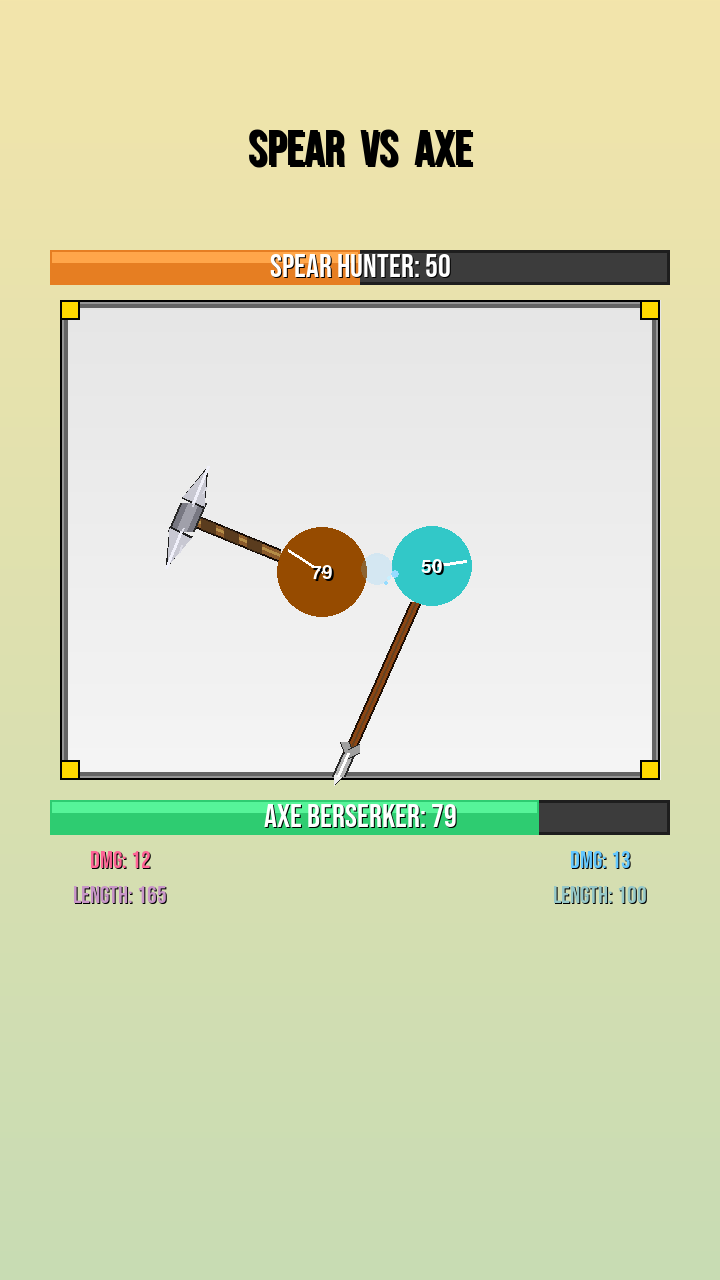 SPEAR VS AXE
SPEAR HUNTER: 50
79
50
AXE BERSERKER: 79
DMG: 12
DMG: 13
LENGTH: 165
LENGTH: 100